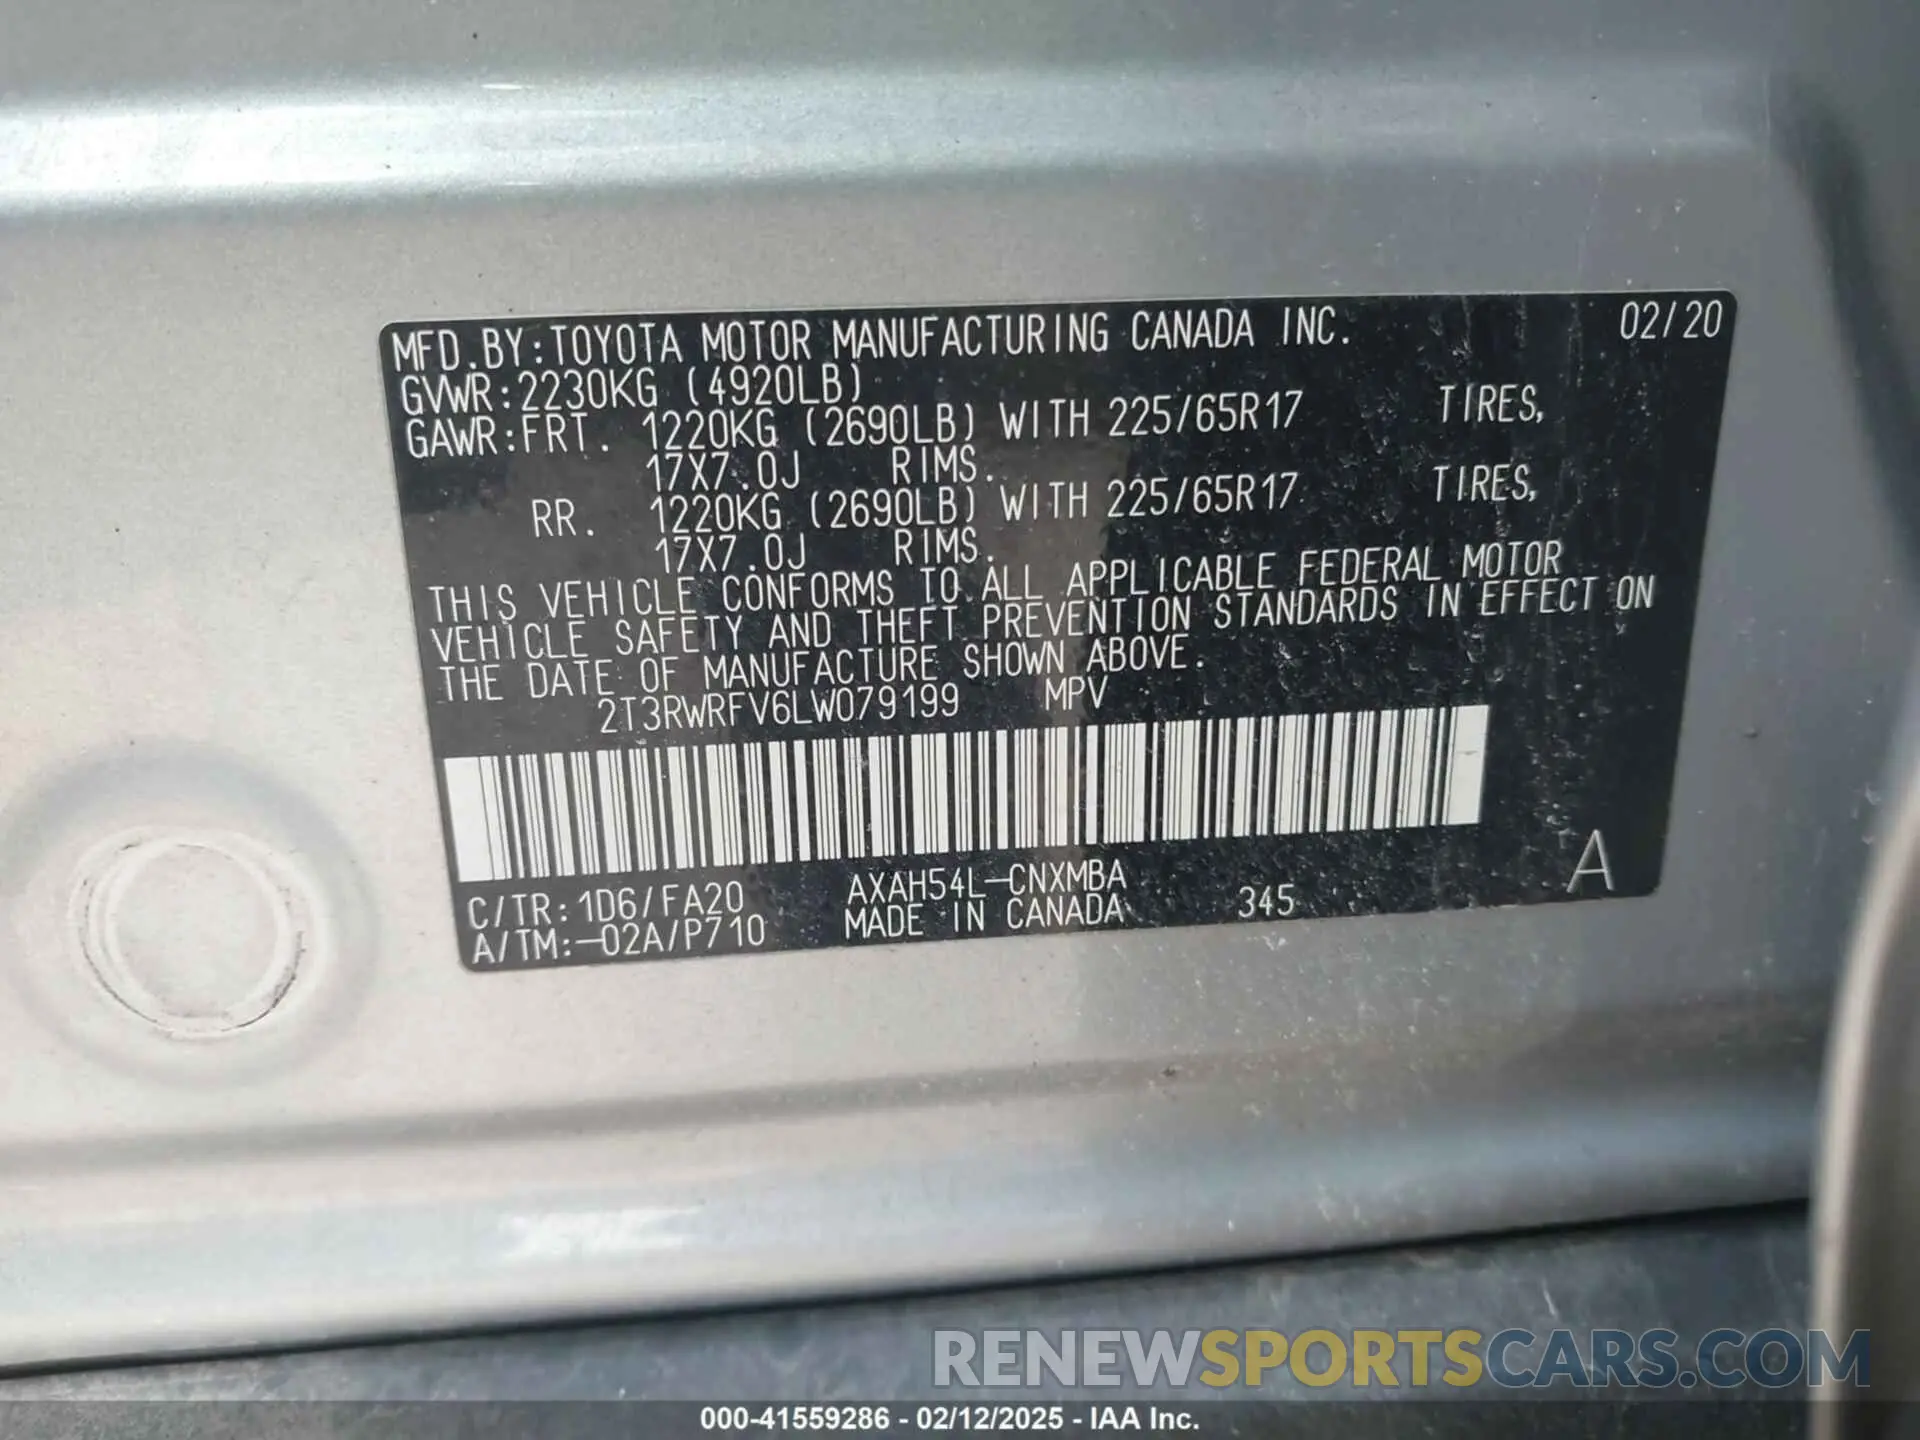 MFD.BY:TOYOTA MOTOR MANUFACTURING CANADA INC. 02/20
GVWR:2230KG (4920LB)
GAWR:FRT. 1220KG (2690LB) WITH 225/65R17 TIRES,
17X7.0J RIMS.
RR. 1220KG (2690LB) WITH 225/65R17 TIRES,
17X7.0J RIMS.
THIS VEHICLE CONFORMS TO ALL APPLICABLE FEDERAL MOTOR
VEHICLE SAFETY AND THEFT PREVENTION STANDARDS IN EFFECT ON
THE DATE OF MANUFACTURE SHOWN ABOVE.
2T3RWRFV6LW079199 MPV
C/TR:1D6/FA20 AXAH54L-CNXMBA 345 A
A/TM:-02A/P710 MADE IN CANADA
RENEWSPORTSCARS.COM
000-41559286 - 02/12/2025 - IAA Inc.